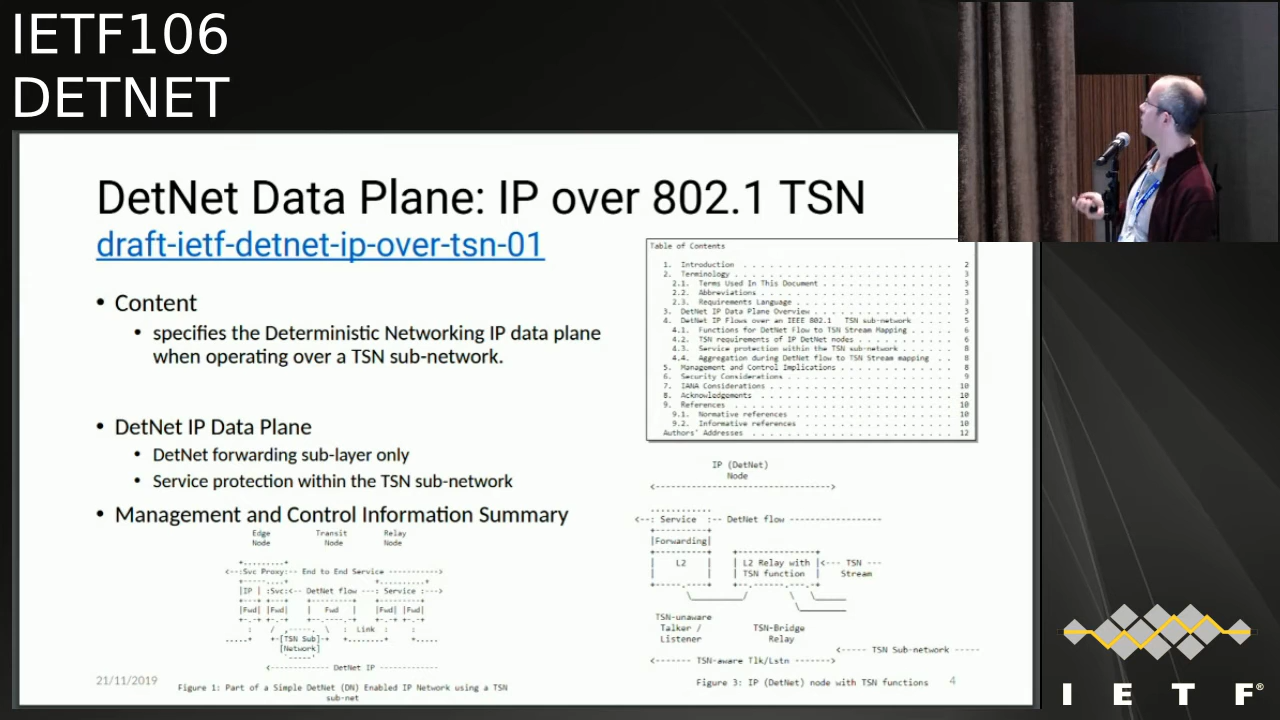 IETF106
DETNET
DetNet Data Plane: IP over 802.1 TSN
draft-ietf-detnet-ip-over-tsn-01
• Content
• specifies the Deterministic Networking IP data plane
when operating over a TSN sub-network.
• DetNet IP Data Plane
• DetNet forwarding sub-layer only
• Service protection within the TSN sub-network
• Management and Control Information Summary
Edge Transit Relay
Node Node Node
+.........+
<--:Svc Proxy:-- End to End Service ---------->
+-----....+ +..........+
|IP | :Svc:<-- DetNet flow ---: Service :--->
+---+ +---+ +---------+ +---------+
|Fwd| |Fwd| | Fwd | |Fwd| |Fwd|
+-.-+ +-.-+ +--.----.-+ +-.-+ +-.-+
: / ,-----. \ : Link : :
.....+ +-[TSN Sub]-+ +........+ +.....
[Network]
`-----'
<----------- DetNet IP ----------
Figure 1: Part of a Simple DetNet (DN) Enabled IP Network using a TSN
sub-net
21/11/2019
Table of Contents
1. Introduction . . . 2
2. Terminology . . . 3
2.1. Terms Used In This Document . . . 3
2.2. Abbreviations . . . 3
2.3. Requirements Language . . . 3
3. DetNet IP Data Plane Overview . . . 3
4. DetNet IP Flows over an IEEE 802.1 TSN sub-network . . . 5
4.1. Functions for DetNet Flow to TSN Stream Mapping . . . 6
4.2. TSN requirements of IP DetNet nodes . . . 6
4.3. Service protection within the TSN sub-network . . . 8
4.4. Aggregation during DetNet flow to TSN Stream mapping . . 8
5. Management and Control Implications . . . 8
6. Security Considerations . . . 9
7. IANA Considerations . . . 10
8. Acknowledgements . . . 10
9. References . . . 10
9.1. Normative references . . . 10
9.2. Informative references . . . 10
Authors' Addresses . . . 12
IP (DetNet)
Node
<---------------------------------->
............
<--: Service :-- DetNet flow ------------------
+----------+
|Forwarding|
+----------+ +---------------+
| L2 | | L2 Relay with |<--- TSN ---
| | | TSN function | Stream
+-----.----+ +--.------.---.-+
\__________/ \ \______
\_________
TSN-unaware
Talker / TSN-Bridge
Listener Relay
<----- TSN Sub-network -----
<------- TSN-aware Tlk/Lstn ------->
Figure 3: IP (DetNet) node with TSN functions
4
I E T F®